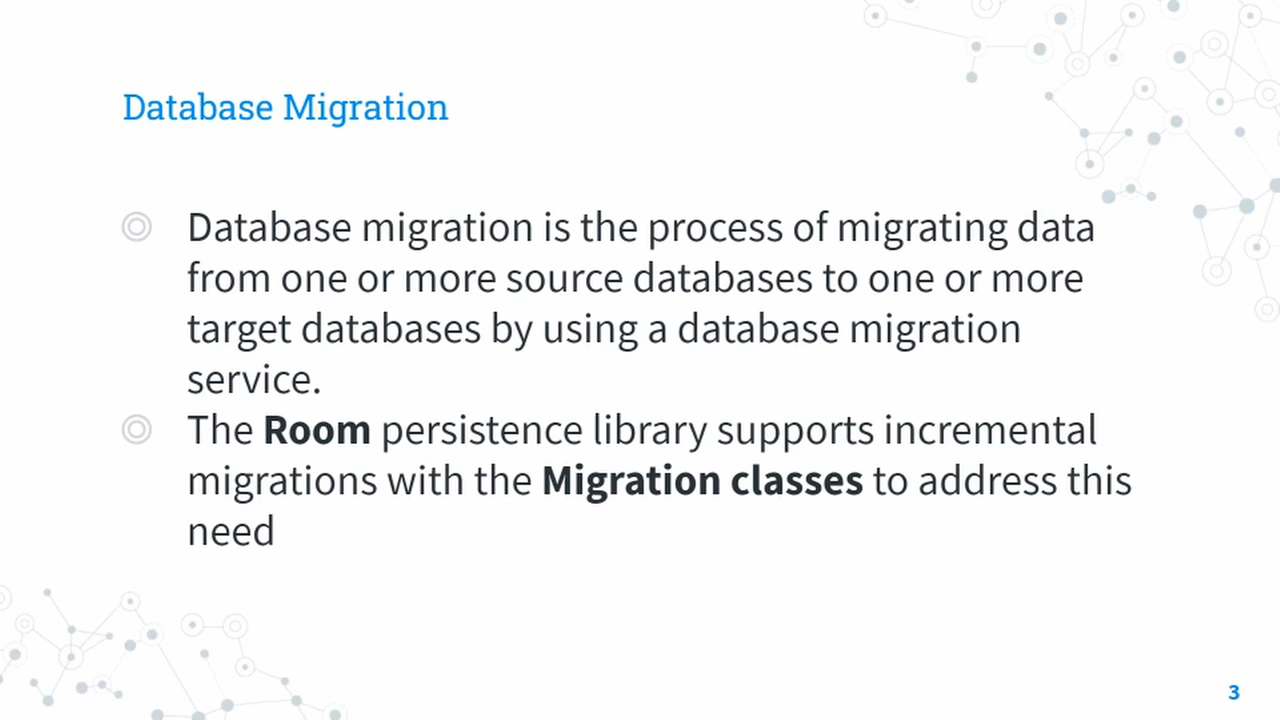 Database Migration
Database migration is the process of migrating data
from one or more source databases to one or more
target databases by using a database migration
service.
The Room persistence library supports incremental
migrations with the Migration classes to address this
need
3